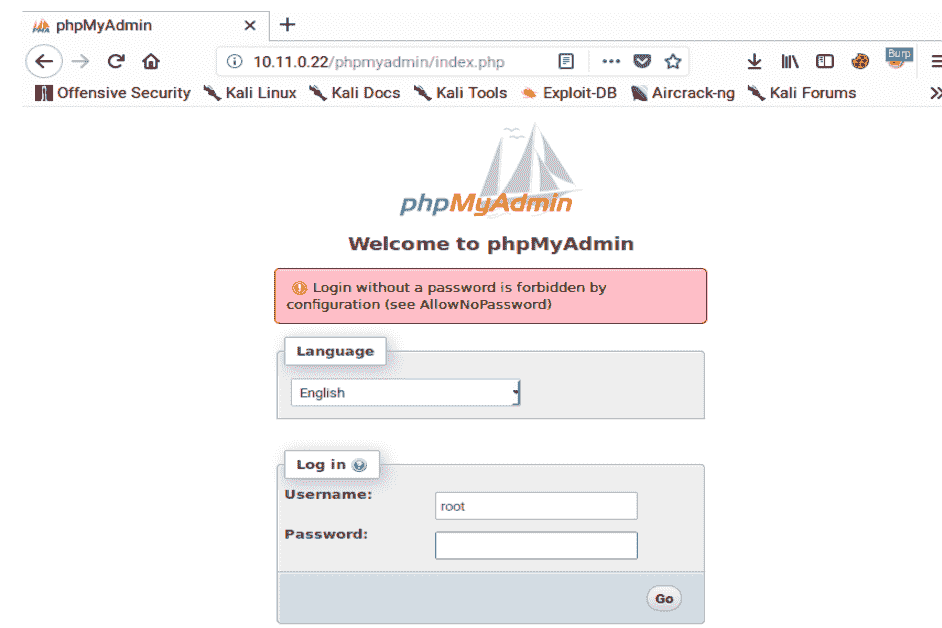 phpMyAdmin
10.11.0.22/phpmyadmin/index.php
Burp
Offensive Security Kali Linux Kali Docs Kali Tools Exploit-DB Aircrack-ng Kali Forums
phpMyAdmin
Welcome to phpMyAdmin
Login without a password is forbidden by
configuration (see AllowNoPassword)
Language
English
Log in
Username:
root
Password:
Go